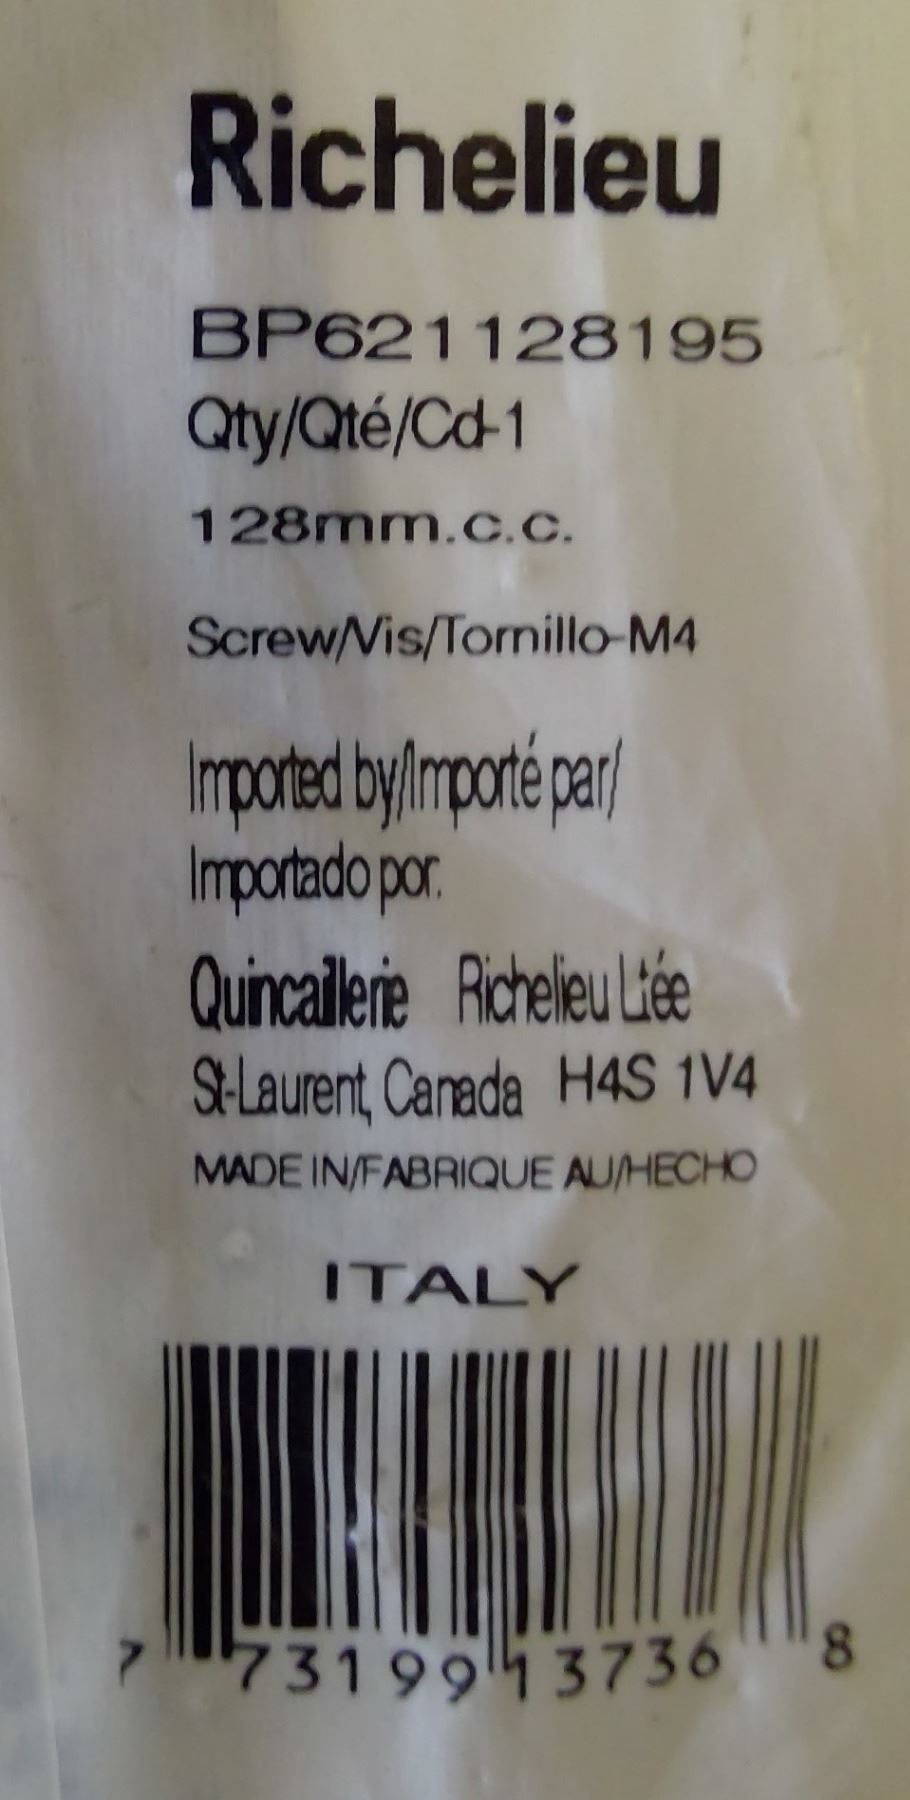 Richelieu
BP621128195
Qty/Qté/Cd-1
128mm.c.c.
Screw/Vis/Tornillo-M4
Imported by/Importé par/
Importado por.
Quincaillerie Richelieu Ltée
St-Laurent, Canada H4S 1V4
MADE IN/FABRIQUE AU/HECHO
ITALY
7 73199 13736 8